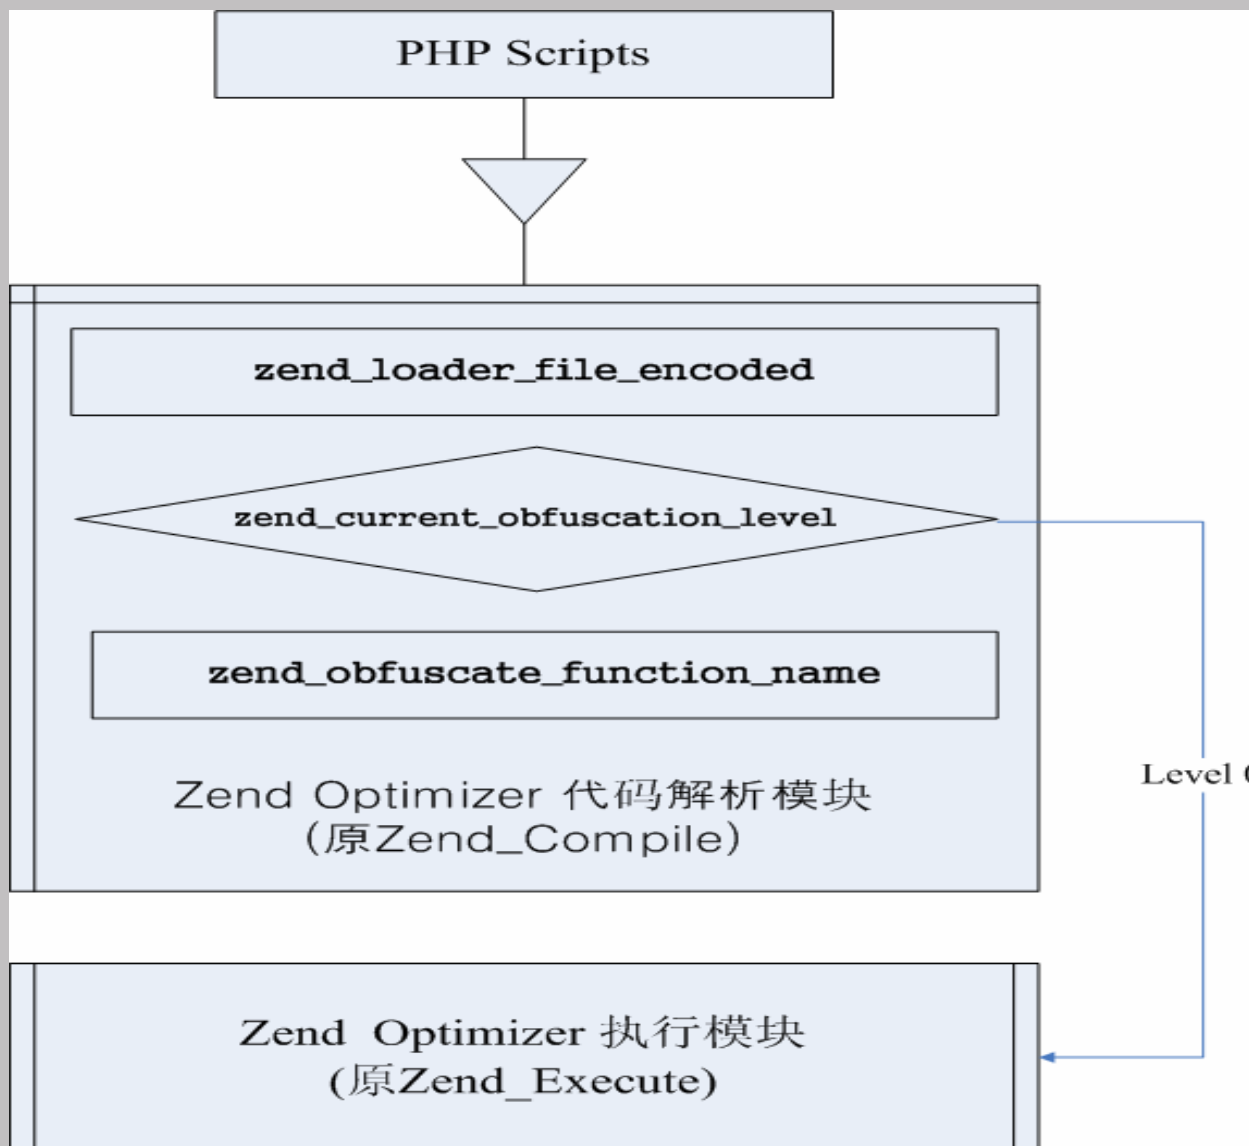 PHP Scripts
zend_loader_file_encoded
zend_current_obfuscation_level
zend_obfuscate_function_name
Zend Optimizer 代码解析模块
(原Zend_Compile)
Level
Zend Optimizer 执行模块
(原Zend_Execute)